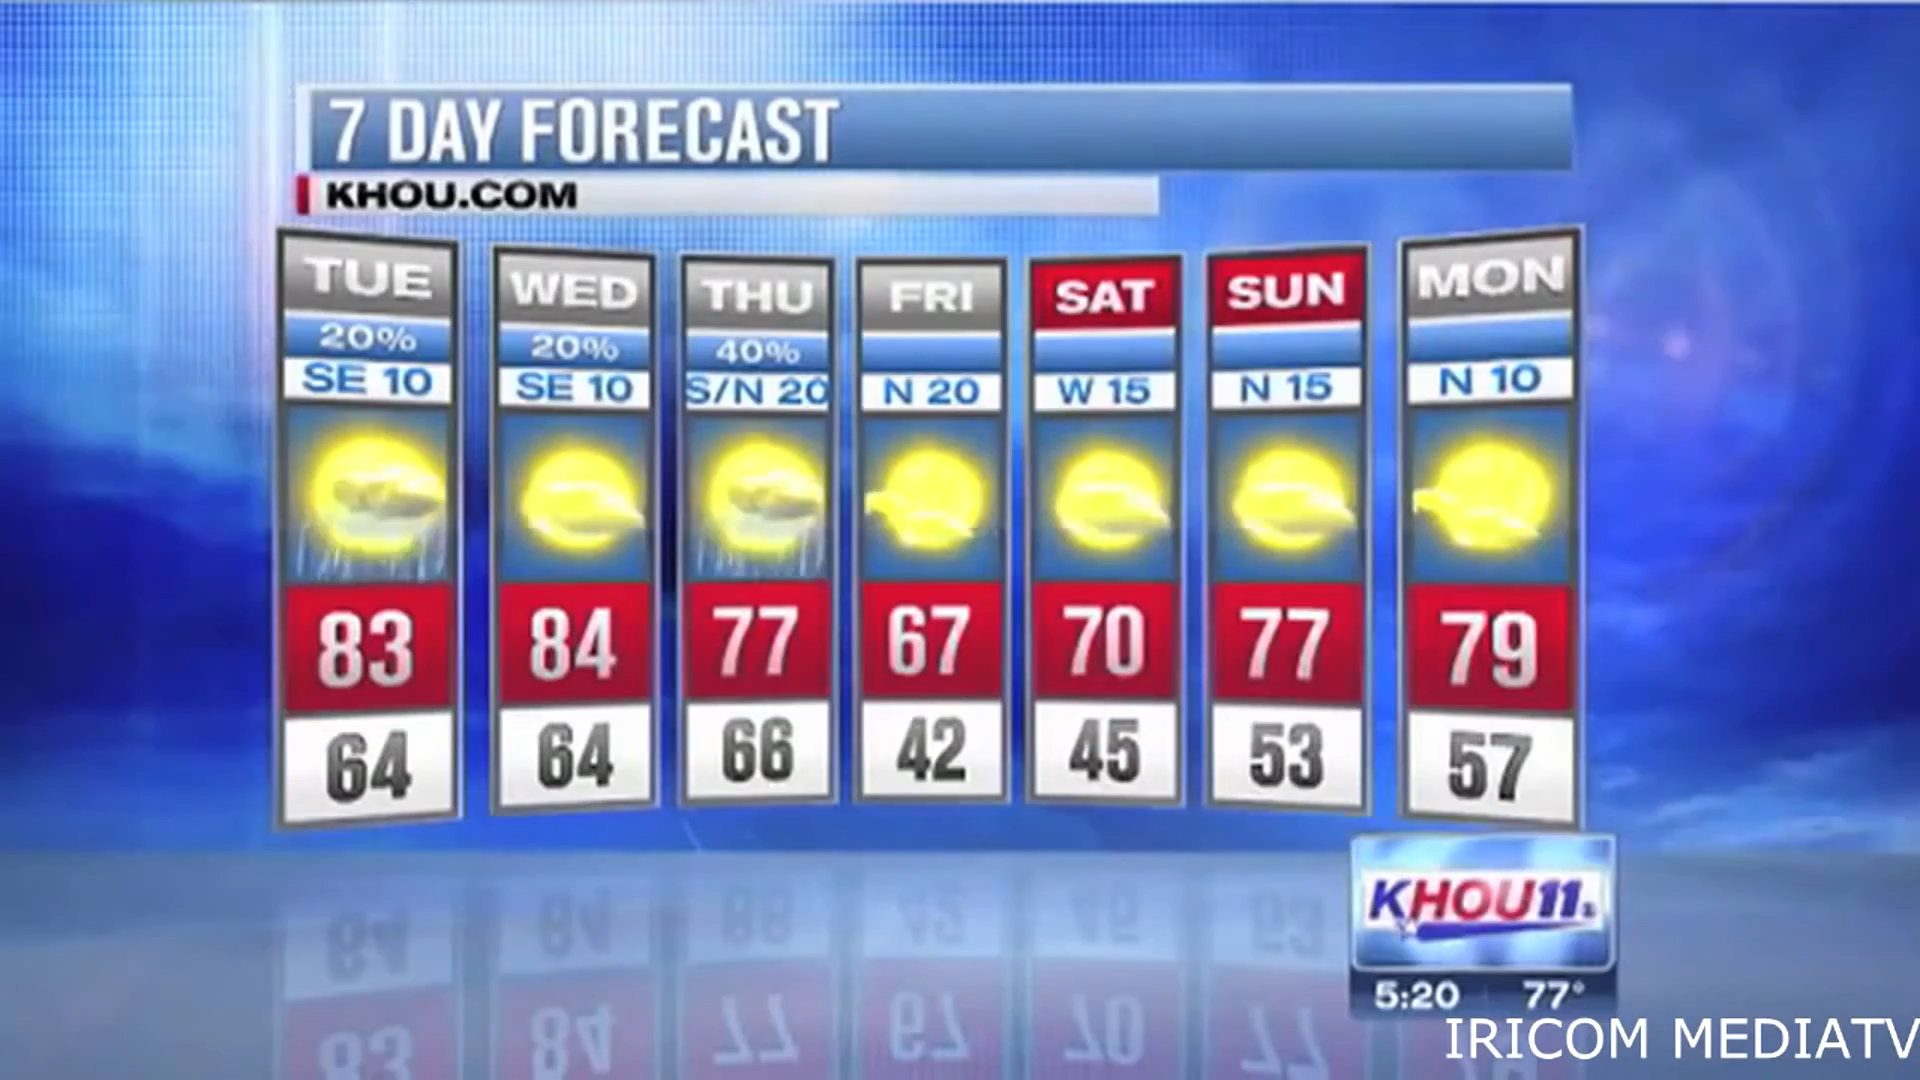 7 DAY FORECAST
KHOU.COM
TUE WED THU FRI SAT SUN MON
20% 20% 40%
SE 10 SE 10 S/N 20 N 20 W 15 N 15 N 10
83 84 77 67 70 77 79
64 64 66 42 45 53 57
KHOU11
5:20 77°
IRICOM MEDIATV